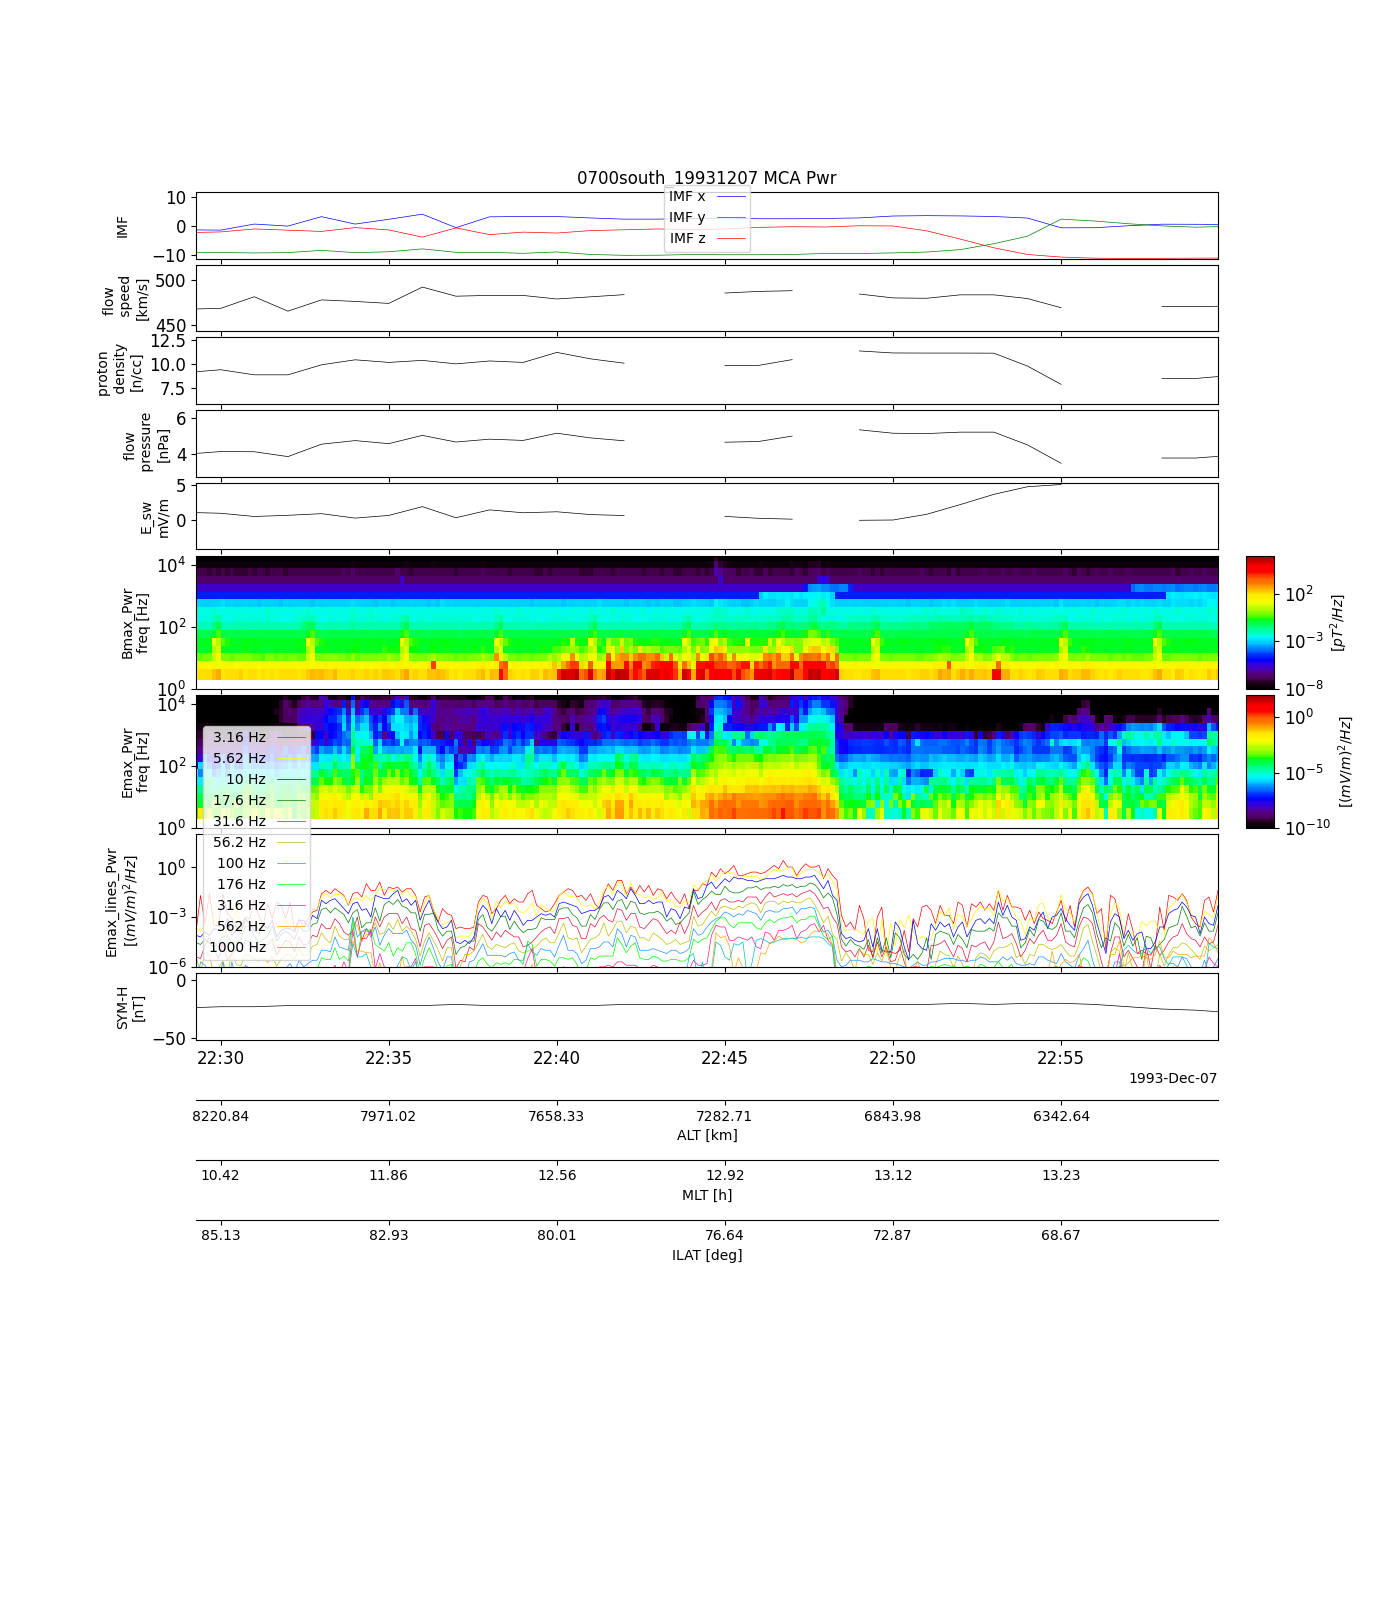 0700south_19931207 MCA Pwr
10
0
−10
IMF
IMF x
IMF y
IMF z
500
450
flow
speed
[km/s]
12.5
10.0
7.5
proton
density
[n/cc]
6
4
flow
pressure
[nPa]
5
0
E_sw
mV/m
10^4
10^2
10^0
Bmax_Pwr
freq [Hz]
10^2
10^−3
10^−8
[pT^2/Hz]
10^4
10^2
10^0
Emax_Pwr
freq [Hz]
10^0
10^−5
10^−10
[(mV/m)^2/Hz]
3.16 Hz
5.62 Hz
10 Hz
17.6 Hz
31.6 Hz
56.2 Hz
100 Hz
176 Hz
316 Hz
562 Hz
1000 Hz
10^0
10^−3
10^−6
Emax_lines_Pwr
[(mV/m)^2/Hz]
0
−50
SYM-H
[nT]
22:30 22:35 22:40 22:45 22:50 22:55
1993-Dec-07
8220.84 7971.02 7658.33 7282.71 6843.98 6342.64
ALT [km]
10.42 11.86 12.56 12.92 13.12 13.23
MLT [h]
85.13 82.93 80.01 76.64 72.87 68.67
ILAT [deg]